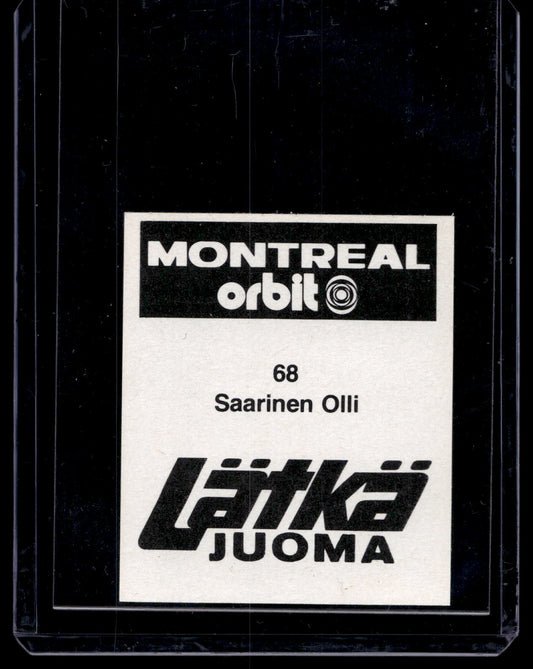 MONTREAL
orbit
68
Saarinen Olli
Lätkä
JUOMA